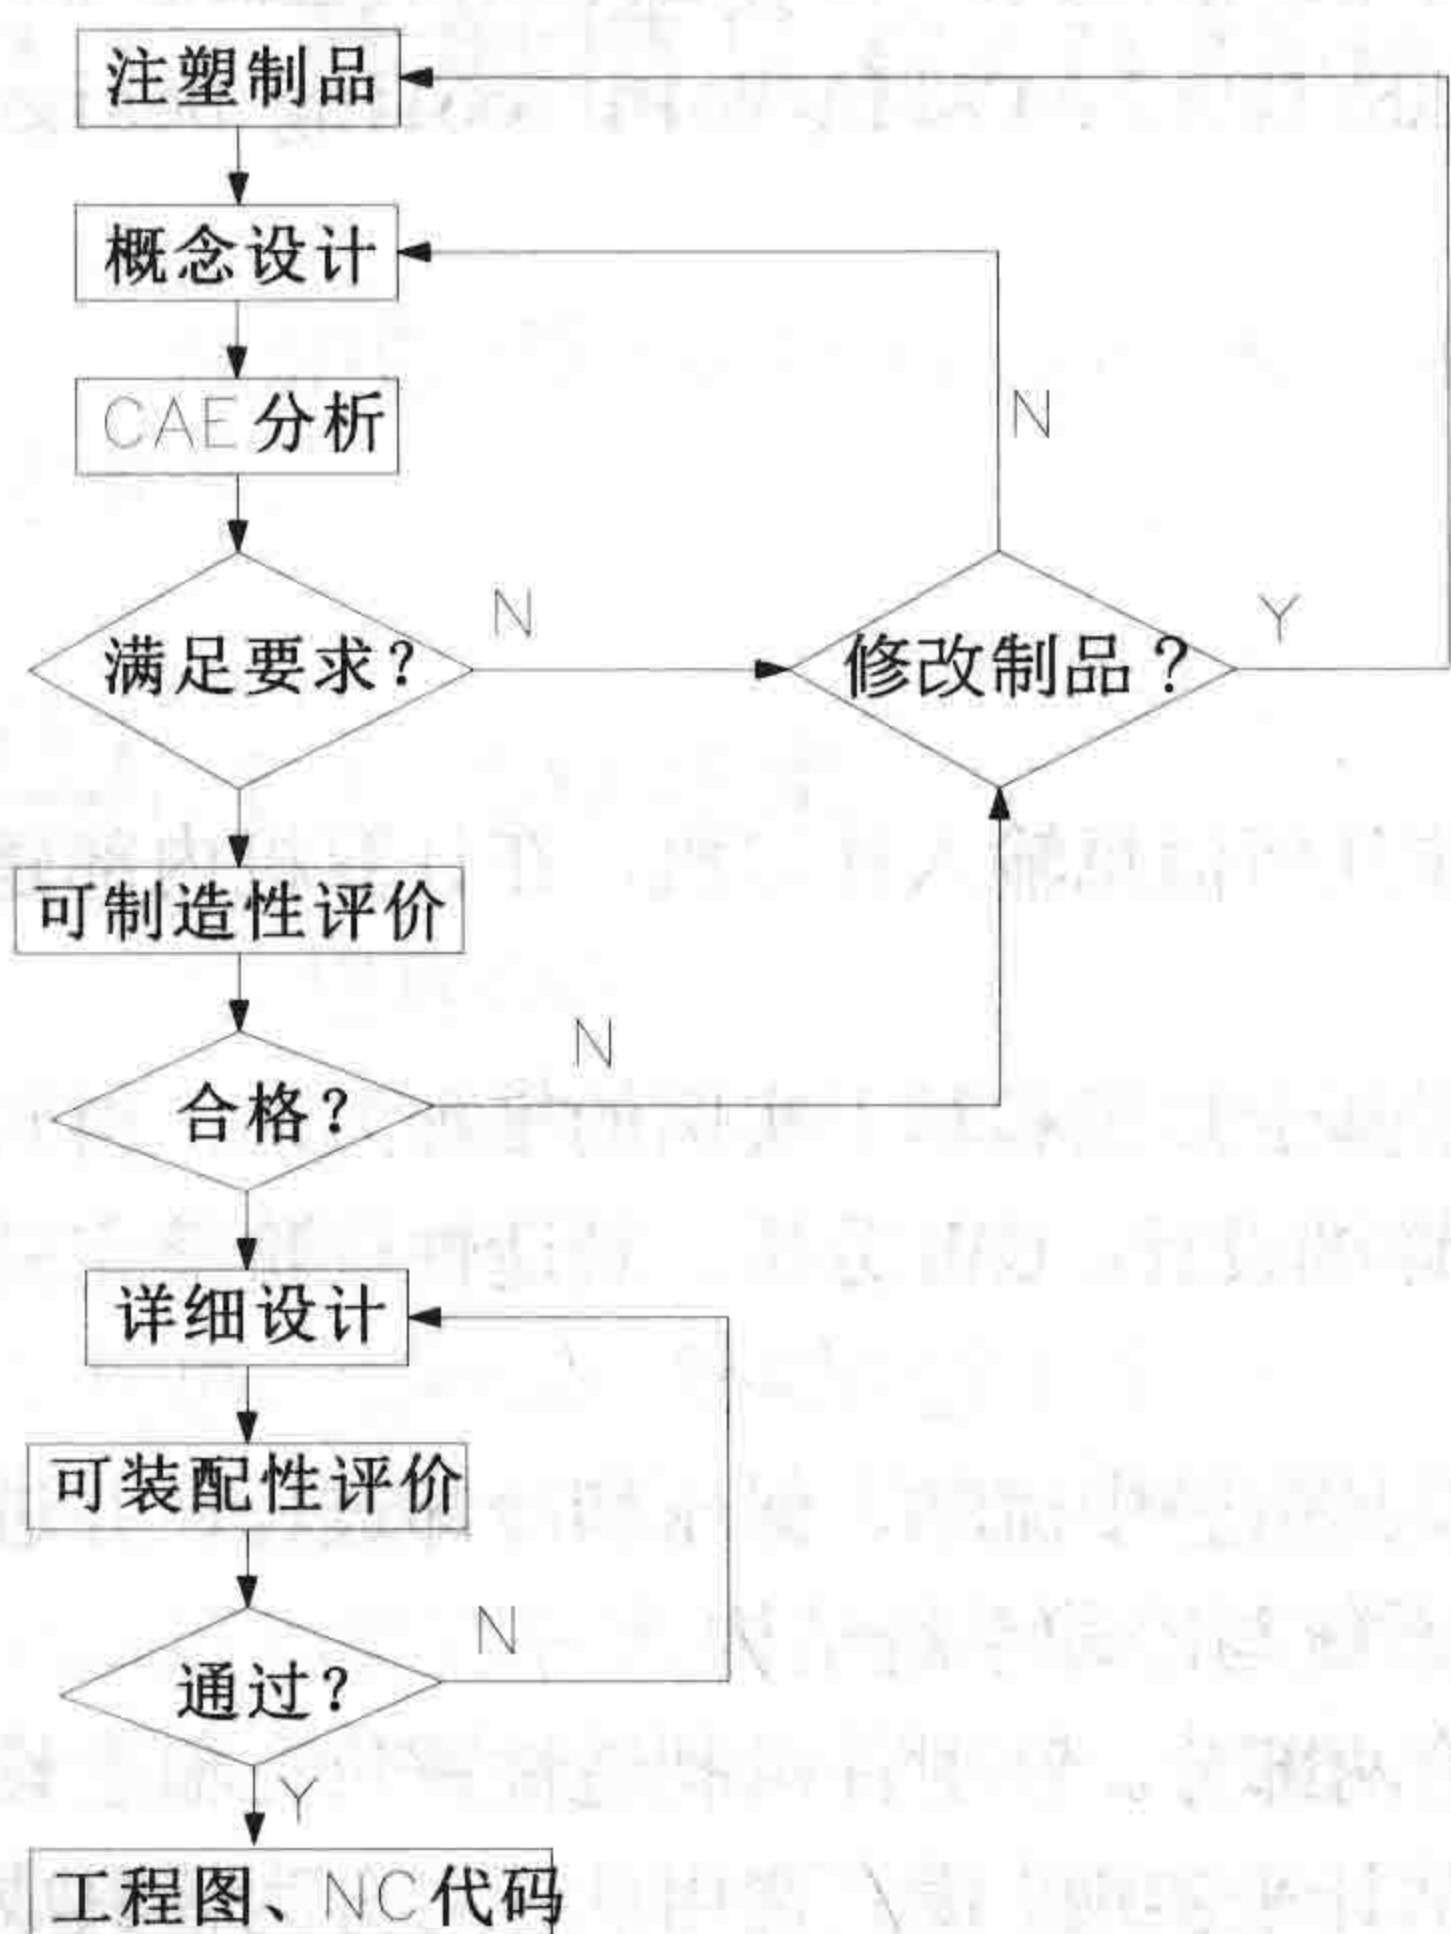 注塑制品
概念设计
CAE分析
N
满足要求?
N
修改制品?
Y
可制造性评价
合格?
N
详细设计
可装配性评价
通过?
N
Y
工程图、NC代码